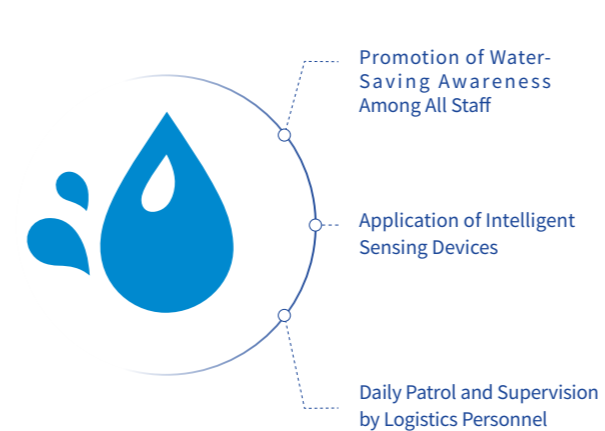 Promotion of Water-
Saving Awareness
Among All Staff
Application of Intelligent
Sensing Devices
Daily Patrol and Supervision
by Logistics Personnel